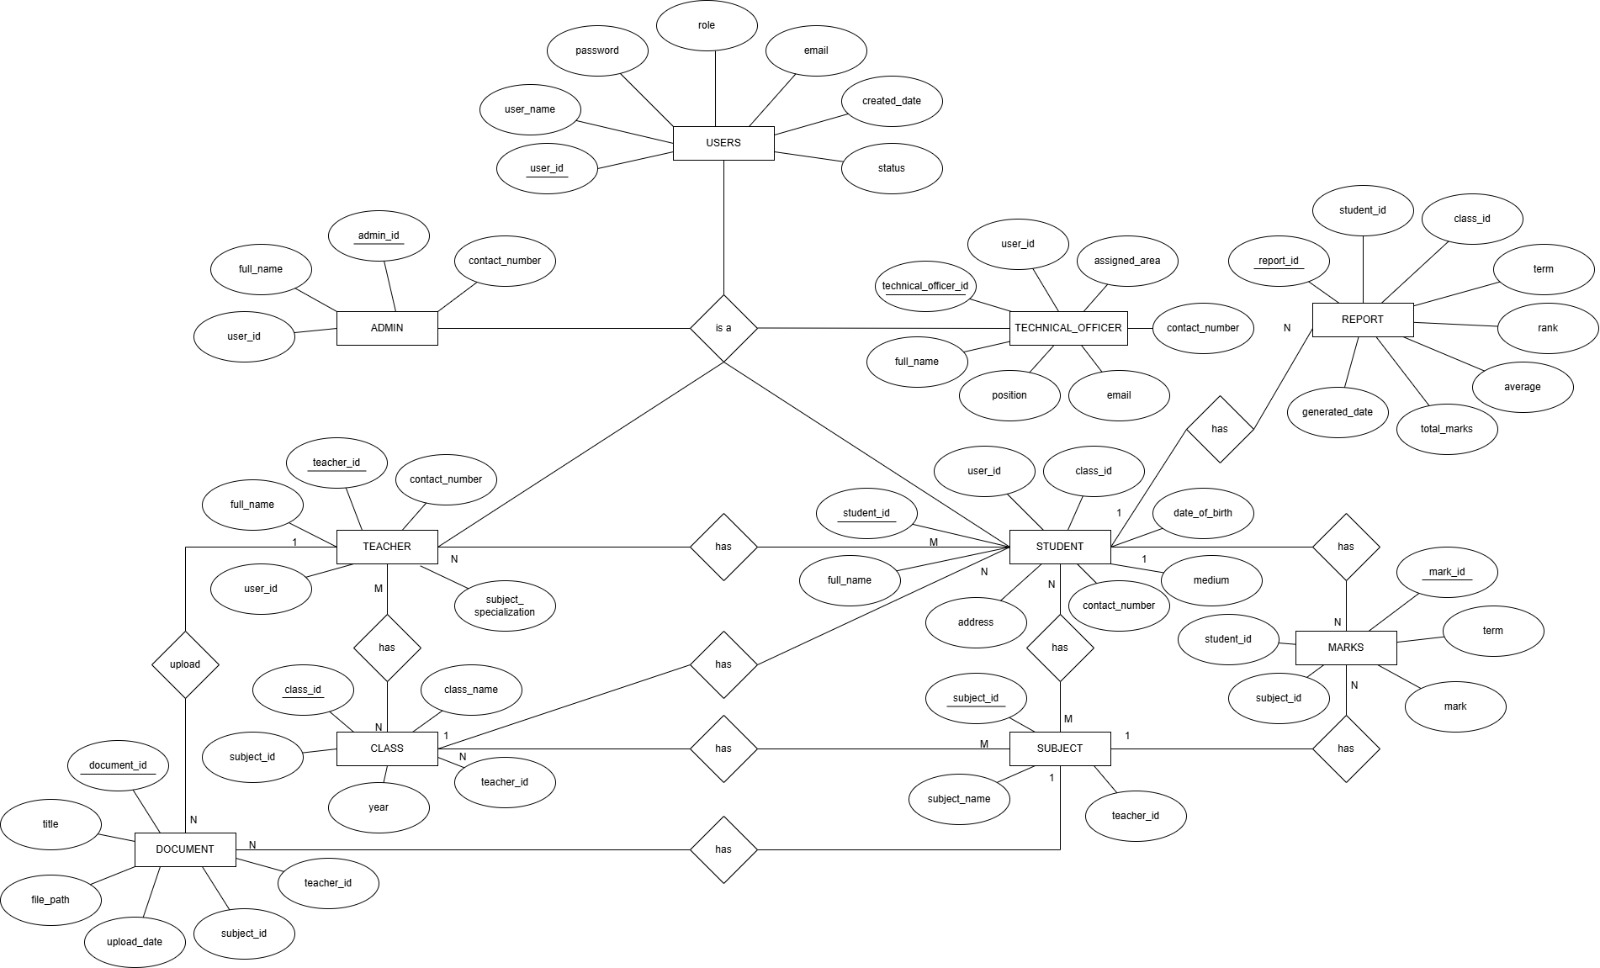 role
password
email
user_name
created_date
USERS
user_id
status
student_id
class_id
admin_id
user_id
full_name
contact_number
assigned_area
report_id
term
technical_officer_id
user_id
ADMIN
is a
TECHNICAL_OFFICER
contact_number
N
REPORT
rank
full_name
position
email
average
generated_date
total_marks
has
teacher_id
contact_number
user_id
class_id
full_name
student_id
1
date_of_birth
1
TEACHER
N
has
M
STUDENT
1
has
full_name
N
medium
mark_id
user_id
M
subject_
specialization
N
contact_number
address
N
term
student_id
MARKS
upload
has
has
has
class_id
class_name
subject_id
subject_id
N
mark
N
M
subject_id
CLASS
1
N
has
M
SUBJECT
1
has
document_id
teacher_id
1
year
subject_name
teacher_id
title
N
DOCUMENT
N
has
teacher_id
file_path
upload_date
subject_id